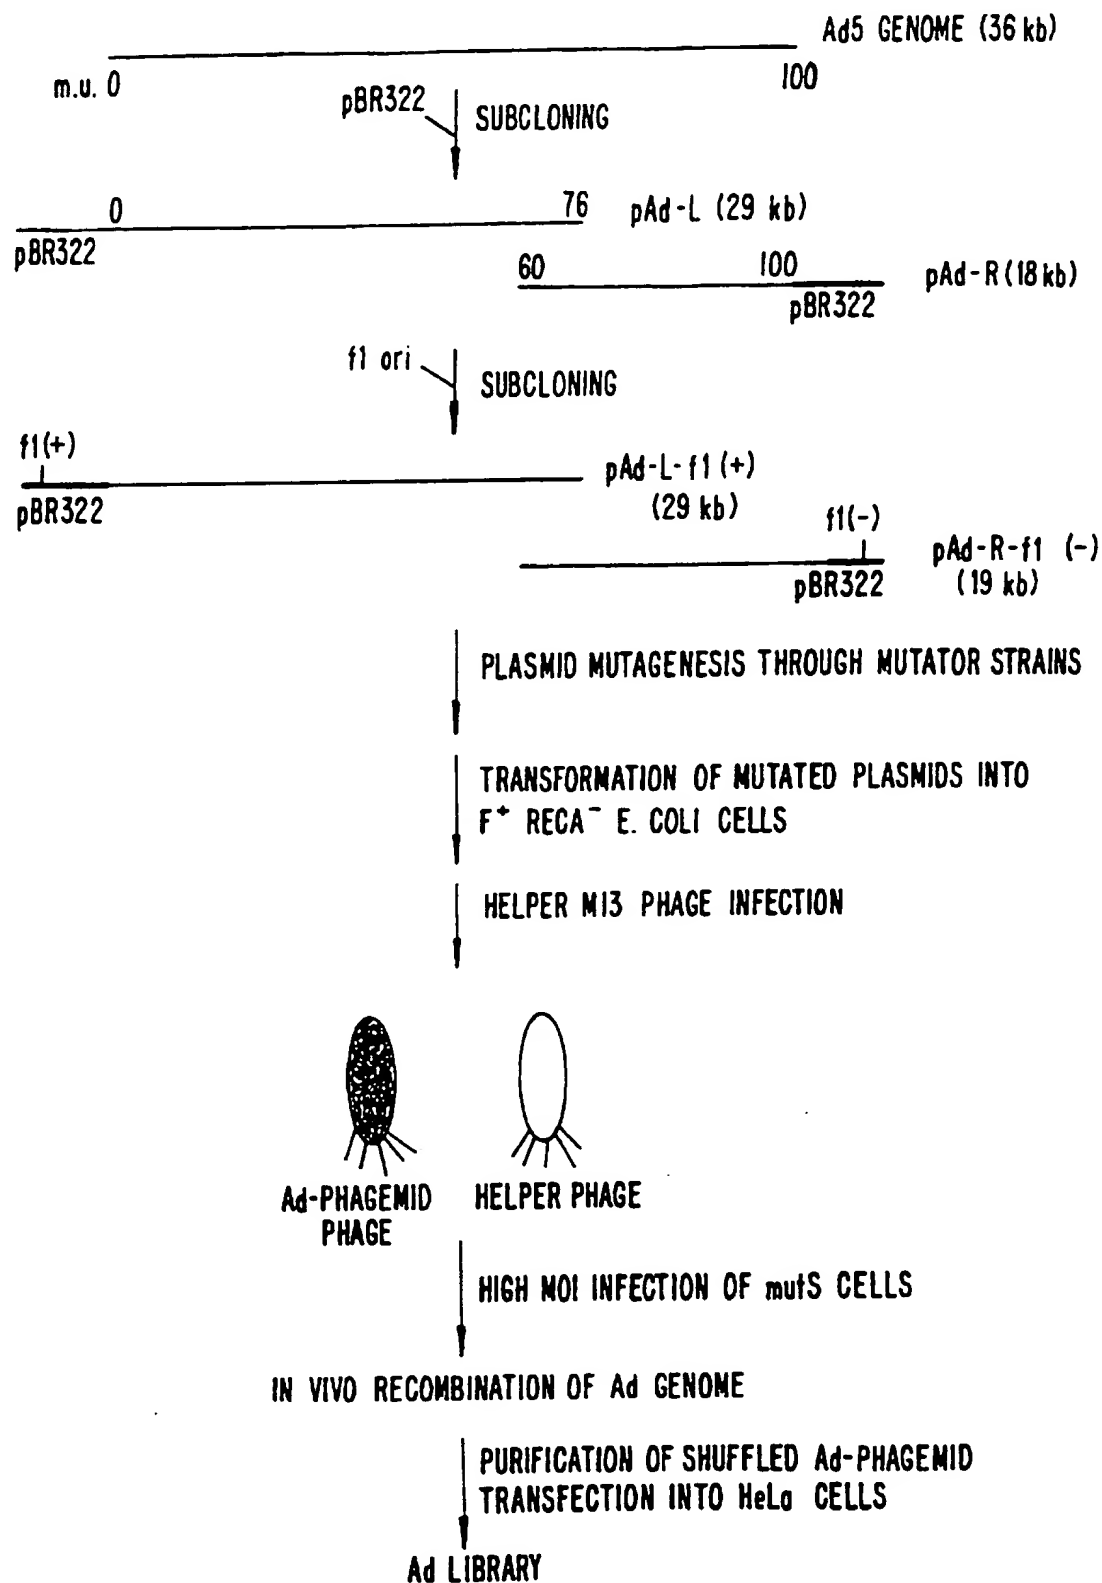 Ad5 GENOME (36 kb)
m.u. 0
100
pBR322
SUBCLONING
0
76
pAd-L (29 kb)
pBR322
60
100
pAd-R (18 kb)
pBR322
f1 ori
SUBCLONING
f1(+)
pAd-L-f1 (+)
(29 kb)
pBR322
f1(-)
pAd-R-f1 (-)
(19 kb)
pBR322
PLASMID MUTAGENESIS THROUGH MUTATOR STRAINS
TRANSFORMATION OF MUTATED PLASMIDS INTO
F+ RECA- E. COLI CELLS
HELPER M13 PHAGE INFECTION
Ad-PHAGEMID
PHAGE
HELPER PHAGE
HIGH MOI INFECTION OF mutS CELLS
IN VIVO RECOMBINATION OF Ad GENOME
PURIFICATION OF SHUFFLED Ad-PHAGEMID
TRANSFECTION INTO HeLa CELLS
Ad LIBRARY